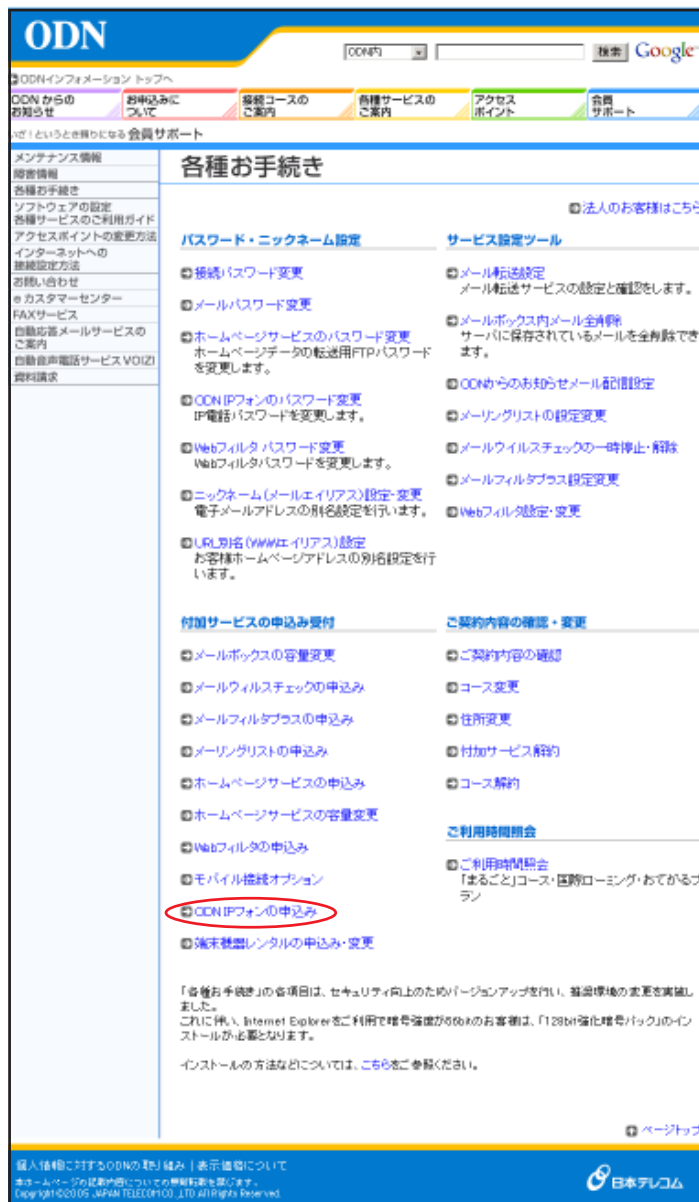 ODN
ODN内
検索 Google
ODNインフォメーション トップへ
ODN からの
お知らせ
お申込みに
ついて
接続コースの
ご案内
各種サービスの
ご案内
アクセス
ポイント
会員
サポート
いざ！というとき頼りになる 会員サポート
メンテナンス情報
障害情報
各種お手続き
ソフトウェアの設定
各種サービスのご利用ガイド
アクセスポイントの変更方法
インターネットへの
接続設定方法
お問い合わせ
eカスタマーセンター
FAXサービス
自動応答メールサービスの
ご案内
自動音声電話サービス VOIZI
資料請求
各種お手続き
法人のお客様はこちら
パスワード・ニックネーム設定
接続パスワード変更
メールパスワード変更
ホームページサービスのパスワード変更
ホームページデータの転送用FTPパスワード
を変更します。
ODN IPフォンのパスワード変更
IP電話パスワードを変更します。
Webフィルタ パスワード変更
Webフィルタパスワードを変更します。
ニックネーム(メールエイリアス)設定・変更
電子メールアドレスの別名設定を行います。
URL別名(WWWエイリアス)設定
お客様ホームページアドレスの別名設定を行
います。
サービス設定ツール
メール転送設定
メール転送サービスの設定と確認をします。
メールボックス内メール全削除
サーバに保存されているメールを全削除でき
ます。
ODNからのお知らせメール配信設定
メーリングリストの設定変更
メールウイルスチェックの一時停止・解除
メールフィルタプラス設定変更
Webフィルタ設定・変更
付加サービスの申込み受付
メールボックスの容量変更
メールウィルスチェックの申込み
メールフィルタプラスの申込み
メーリングリストの申込み
ホームページサービスの申込み
ホームページサービスの容量変更
Webフィルタの申込み
モバイル接続オプション
ODN IPフォンの申込み
端末機器レンタルの申込み・変更
ご契約内容の確認・変更
ご契約内容の確認
コース変更
住所変更
付加サービス解約
コース解約
ご利用時間照会
ご利用時間照会
「まるごと」コース・国際ローミング・おてがるプ
ラン
「各種お手続き」の各項目は、セキュリティ向上のためバージョンアップを行い、推奨環境の変更を実施し
ました。
これに伴い、Internet Explorerをご利用で暗号強度が56bitのお客様は、「128bit強化暗号パック」のイン
ストールが必要となります。
インストールの方法などについては、こちらをご参照ください。
ページトップ
個人情報に対するODNの取り組み | 表示価格について
本ホームページの記載内容についての無断転載を禁じます。
Copyright©2005 JAPAN TELECOM CO., LTD. All Rights Reserved.
日本テレコム